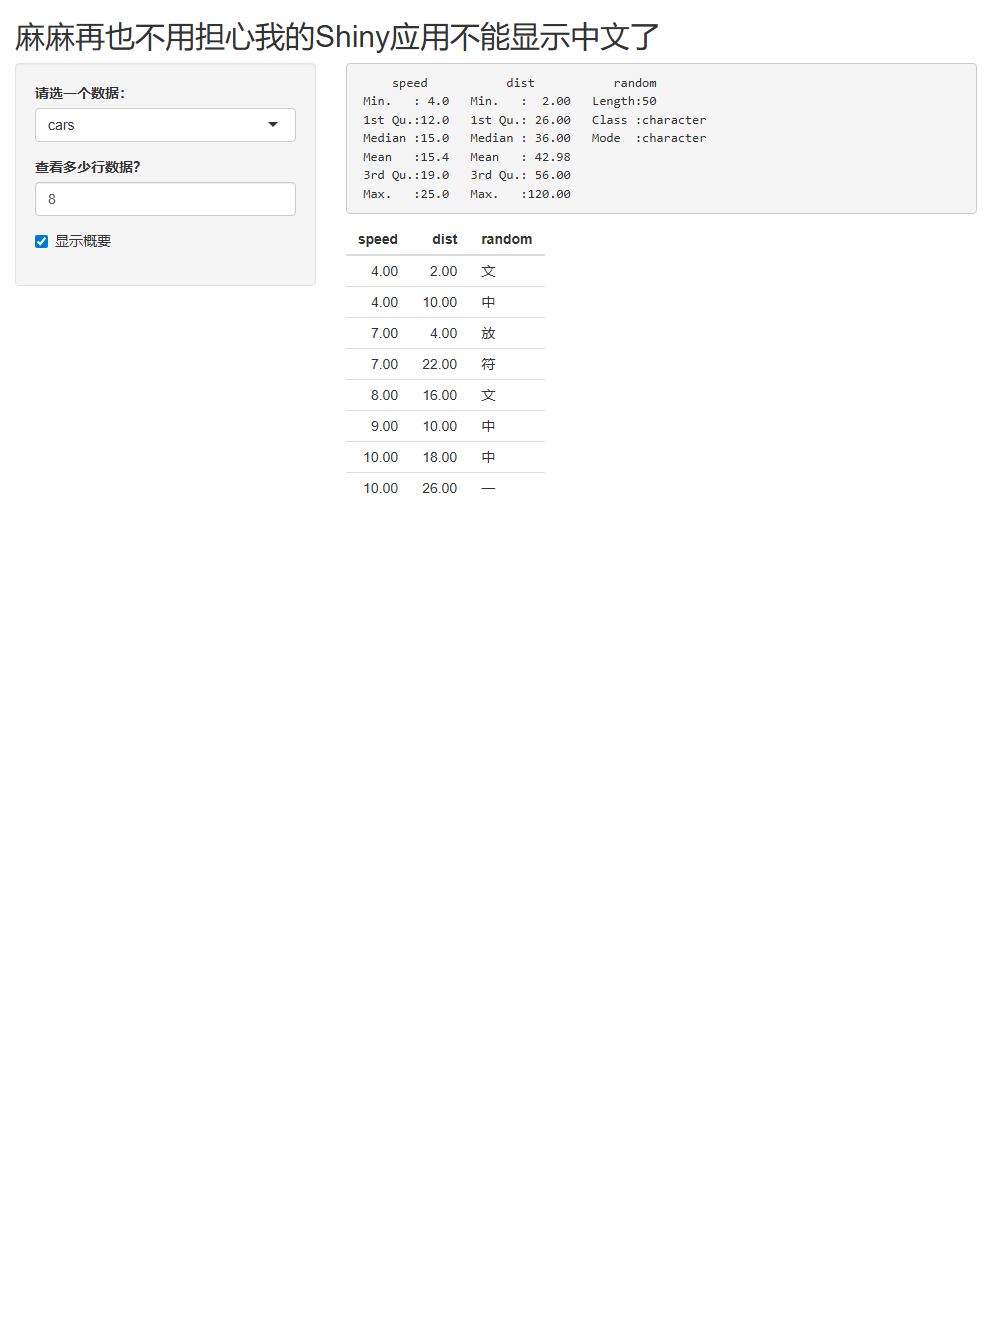 麻麻再也不用担心我的Shiny应用不能显示中文了
请选一个数据：
cars
查看多少行数据？
8
显示概要
speed dist random
Min. : 4.0 Min. : 2.00 Length:50
1st Qu.:12.0 1st Qu.: 26.00 Class :character
Median :15.0 Median : 36.00 Mode :character
Mean :15.4 Mean : 42.98
3rd Qu.:19.0 3rd Qu.: 56.00
Max. :25.0 Max. :120.00
speed dist random
4.00 2.00 文
4.00 10.00 中
7.00 4.00 放
7.00 22.00 符
8.00 16.00 文
9.00 10.00 中
10.00 18.00 中
10.00 26.00 一